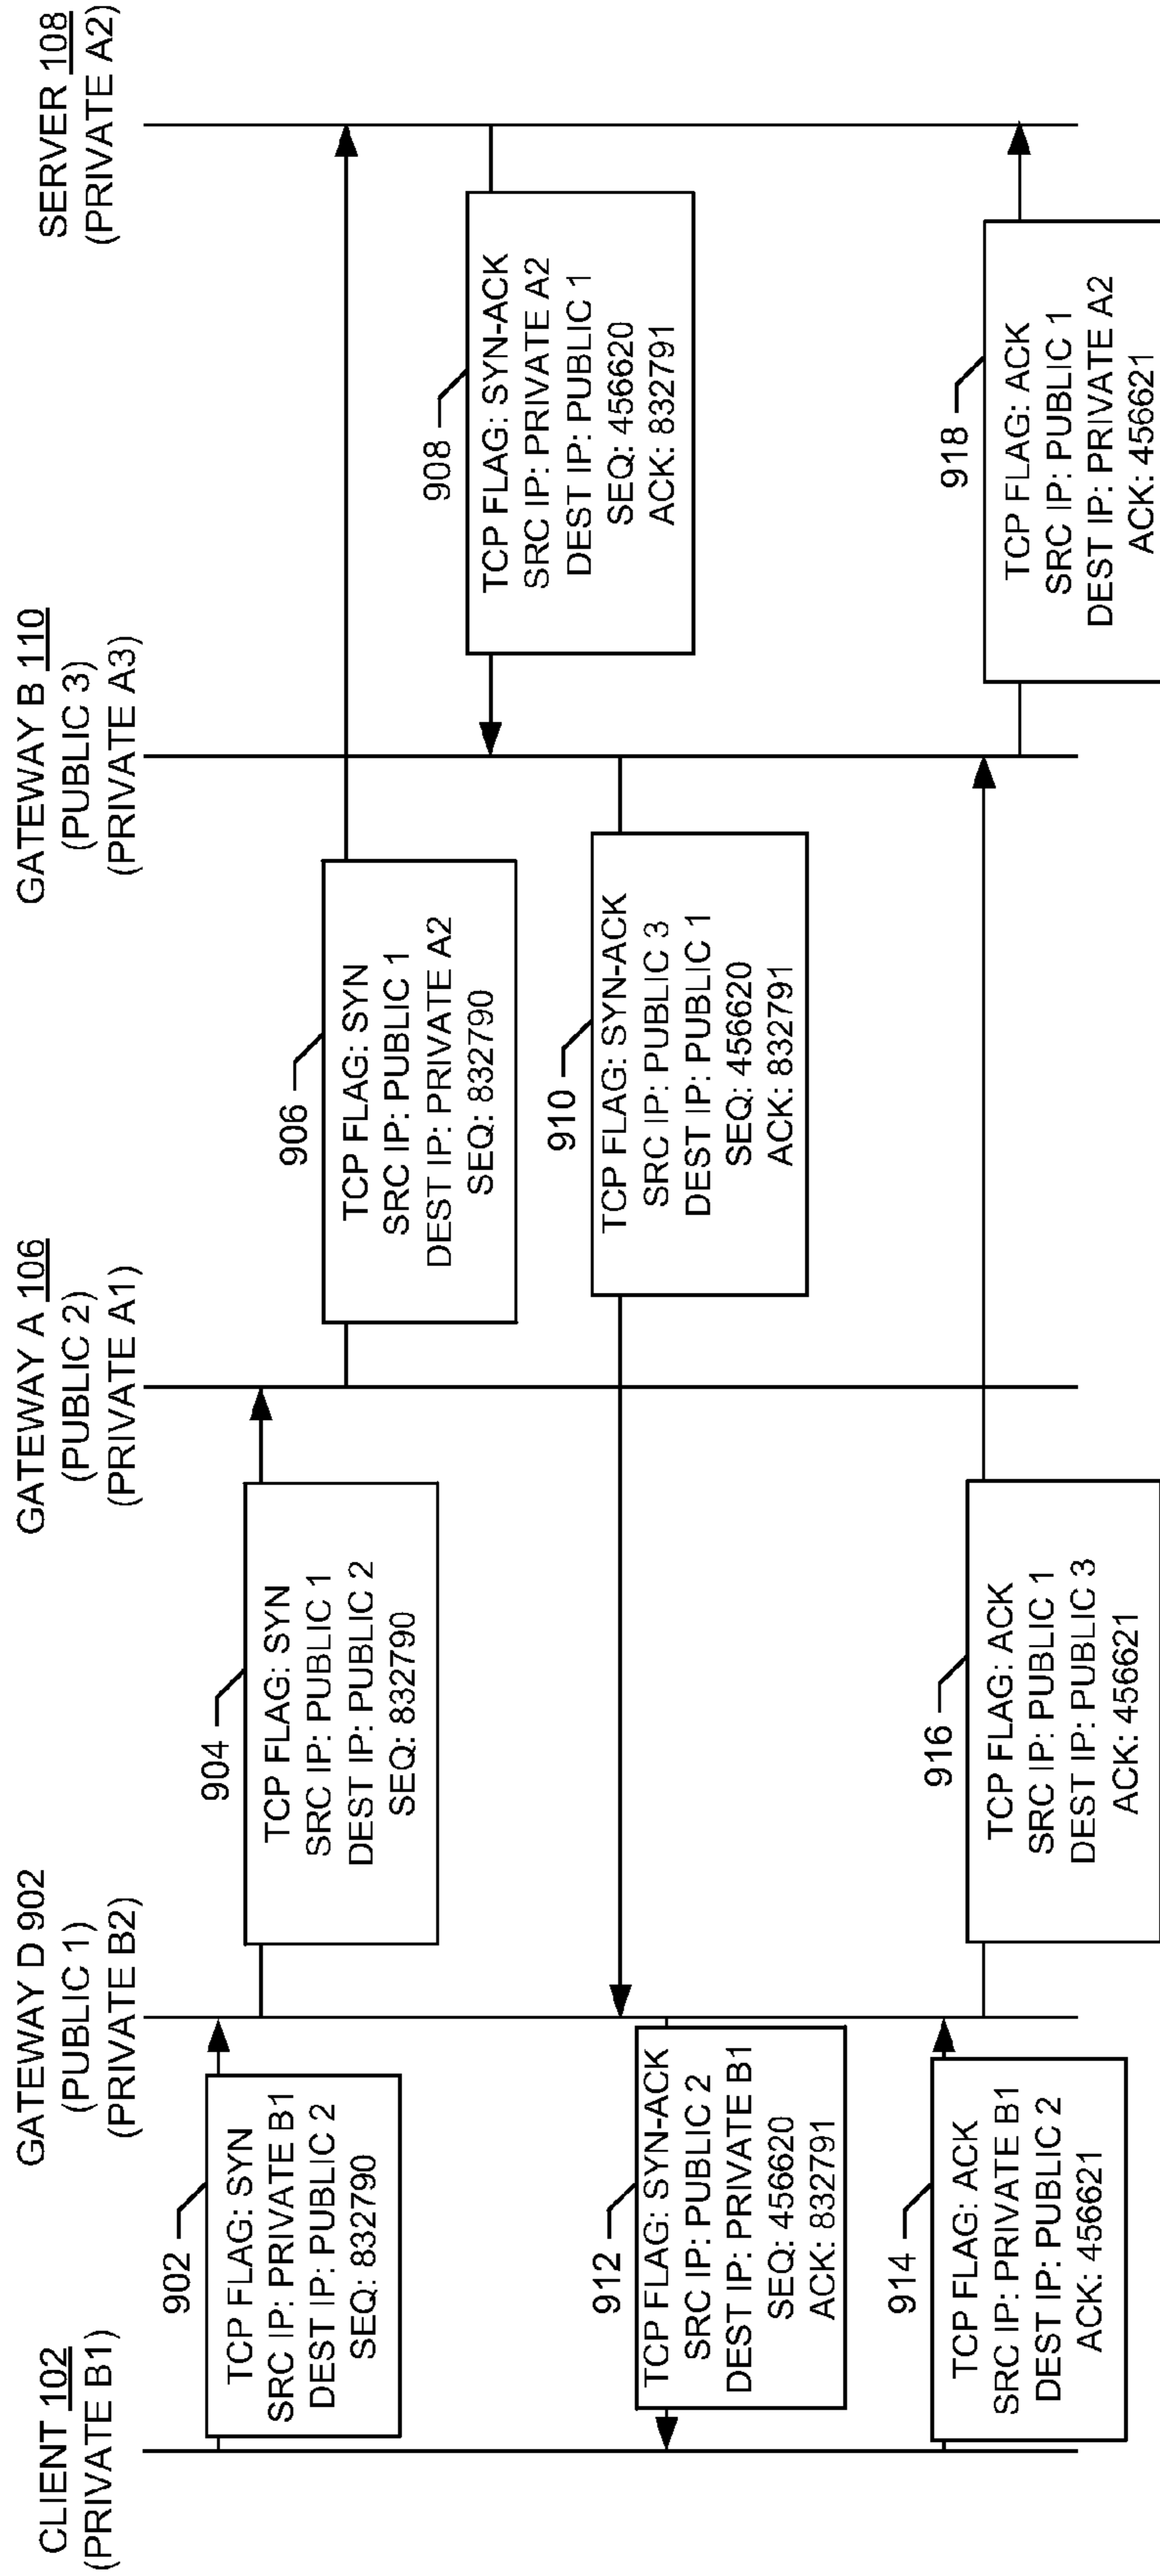 CLIENT 102
(PRIVATE B1)
GATEWAY D 902
(PUBLIC 1)
(PRIVATE B2)
GATEWAY A 106
(PUBLIC 2)
(PRIVATE A1)
GATEWAY B 110
(PUBLIC 3)
(PRIVATE A3)
SERVER 108
(PRIVATE A2)
902
TCP FLAG: SYN
SRC IP: PRIVATE B1
DEST IP: PUBLIC 2
SEQ: 832790
904
TCP FLAG: SYN
SRC IP: PUBLIC 1
DEST IP: PUBLIC 2
SEQ: 832790
906
TCP FLAG: SYN
SRC IP: PUBLIC 1
DEST IP: PRIVATE A2
SEQ: 832790
908
TCP FLAG: SYN-ACK
SRC IP: PRIVATE A2
DEST IP: PUBLIC 1
SEQ: 456620
ACK: 832791
910
TCP FLAG: SYN-ACK
SRC IP: PUBLIC 3
DEST IP: PUBLIC 1
SEQ: 456620
ACK: 832791
912
TCP FLAG: SYN-ACK
SRC IP: PUBLIC 2
DEST IP: PRIVATE B1
SEQ: 456620
ACK: 832791
914
TCP FLAG: ACK
SRC IP: PRIVATE B1
DEST IP: PUBLIC 2
ACK: 456621
916
TCP FLAG: ACK
SRC IP: PUBLIC 1
DEST IP: PUBLIC 3
ACK: 456621
918
TCP FLAG: ACK
SRC IP: PUBLIC 1
DEST IP: PRIVATE A2
ACK: 456621